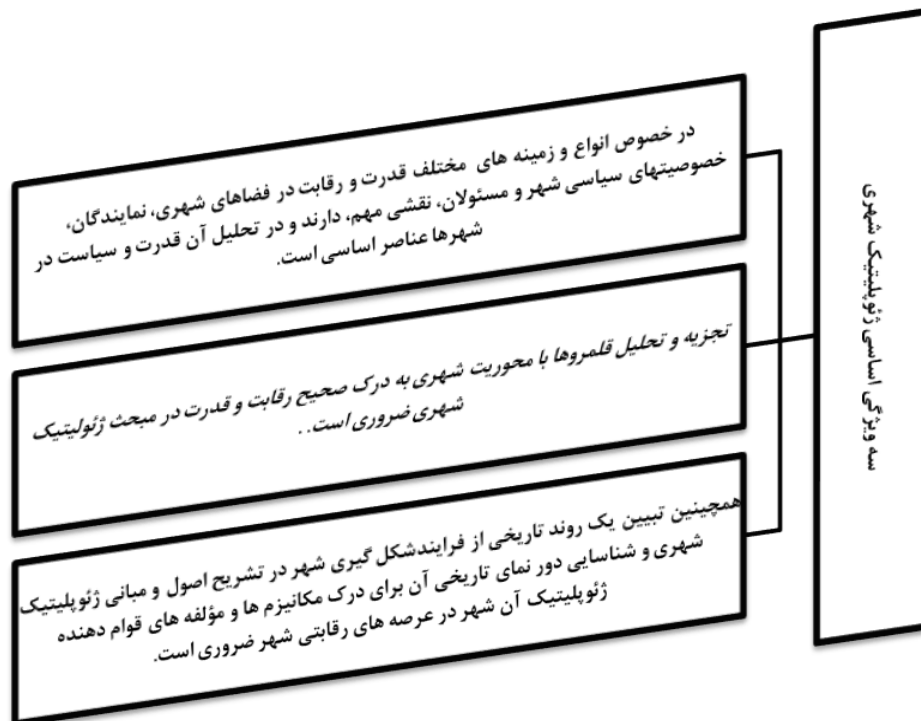 سه ویژگی اساسی ژئوپلیتیک شهری
در خصوص انواع و زمینه های مختلف قدرت و رقابت در فضاهای شهری، نمایندگان،
خصوصیتهای سیاسی شهر و مسئولان، نقشی مهم، دارند و در تحلیل آن قدرت و سیاست در
شهرها عناصر اساسی است.
تجزیه و تحلیل قلمروها با محوریت شهری به درک صحیح رقابت و قدرت در مبحث ژئولیتیک
شهری ضروری است. .
همچینین تبیین یک روند تاریخی از فرایندشکل گیری شهر در تشریح اصول و مبانی ژئوپلیتیک
شهری و شناسایی دور نمای تاریخی آن برای درک مکانیزم ها و مؤلفه های قوام دهنده
ژئوپلیتیک آن شهر در عرصه های رقابتی شهر ضروری است.